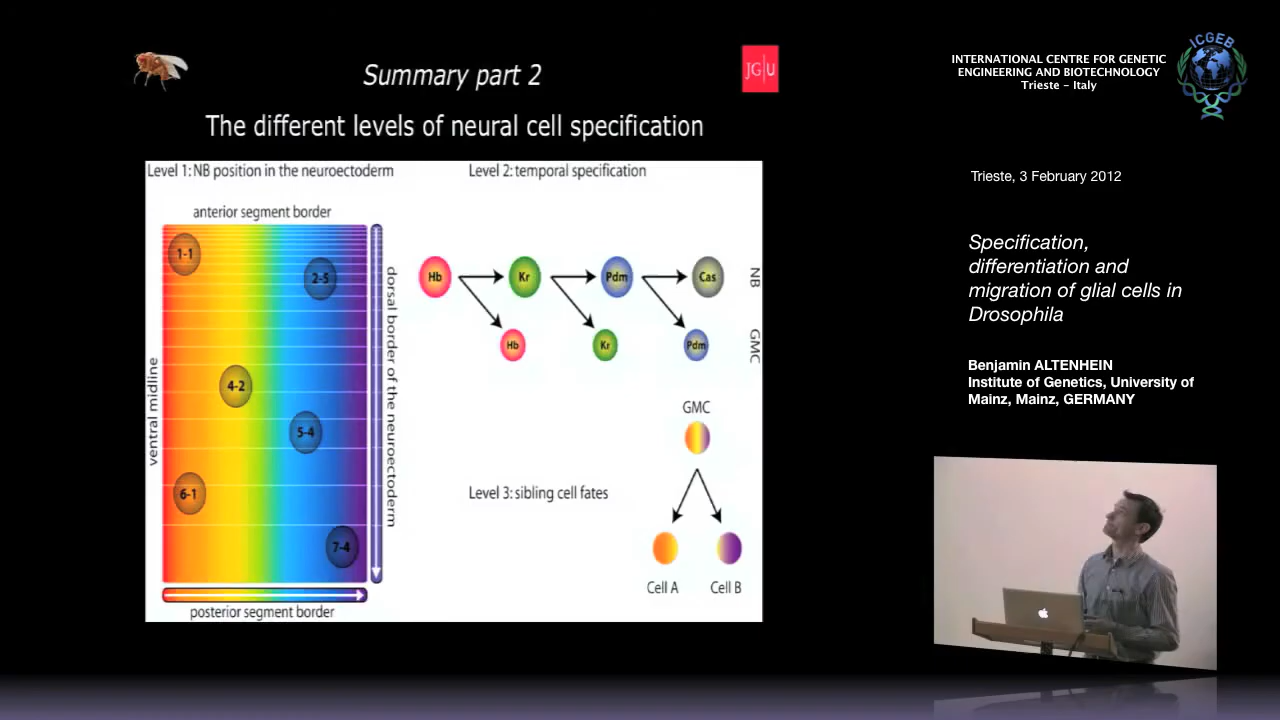 Summary part 2
JG|U
The different levels of neural cell specification
Level 1: NB position in the neuroectoderm
anterior segment border
1-1
2-5
4-2
5-4
6-1
7-4
ventral midline
dorsal border of the neuroectoderm
posterior segment border
Level 2: temporal specification
Hb
Kr
Pdm
Cas
NB
Hb
Kr
Pdm
GMC
GMC
Level 3: sibling cell fates
Cell A
Cell B
INTERNATIONAL CENTRE FOR GENETIC
ENGINEERING AND BIOTECHNOLOGY
Trieste - Italy
ICGEB
Trieste, 3 February 2012
Specification,
differentiation and
migration of glial cells in
Drosophila
Benjamin ALTENHEIN
Institute of Genetics, University of
Mainz, Mainz, GERMANY